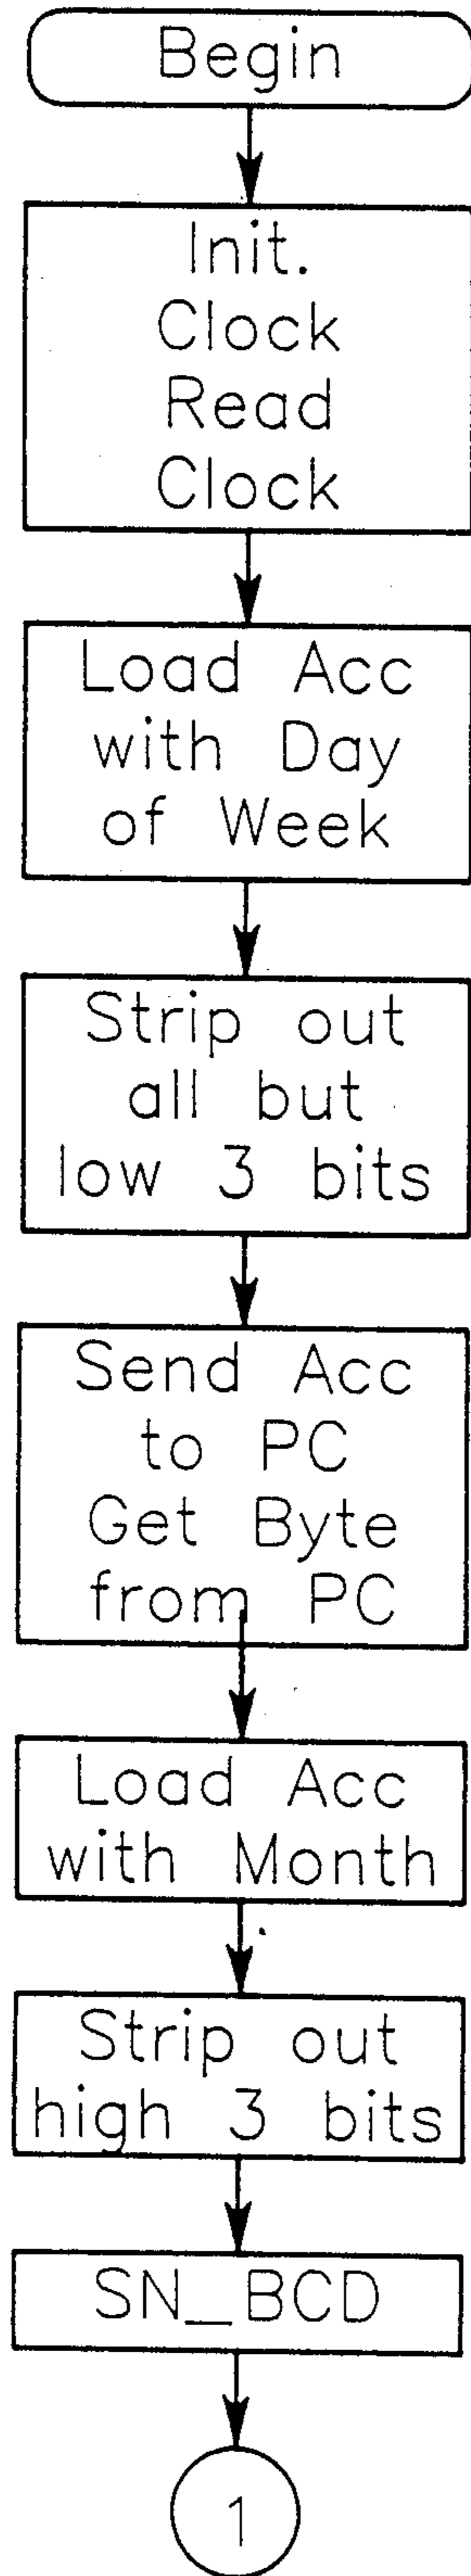 Begin
Init.
Clock
Read
Clock
Load Acc
with Day
of Week
Strip out
all but
low 3 bits
Send Acc
to PC
Get Byte
from PC
Load Acc
with Month
Strip out
high 3 bits
SN_BCD
1